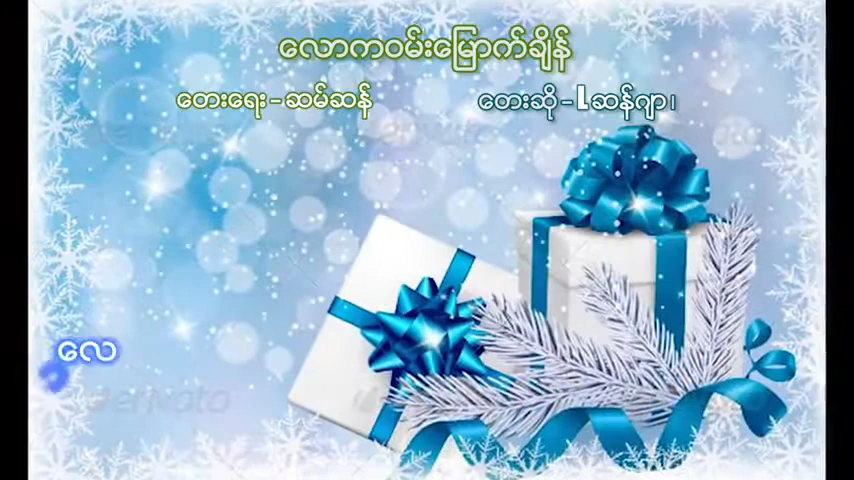 လောကဝမ်းမြောက်ချိန်
တေးရေး - ဆမ်ဆန်
တေးဆို - L ဆန်ဂျာ၊
လေ